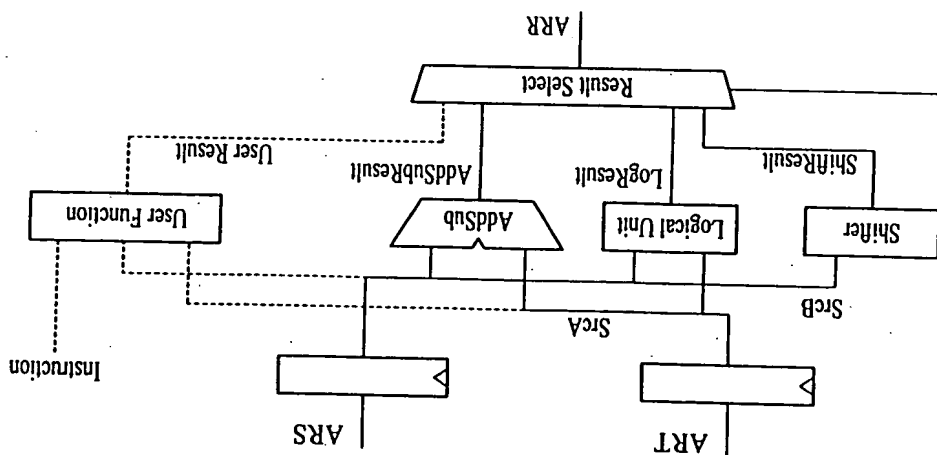 ARS
ART
Instruction
SrcA
SrcB
User Function
AddSub
Logical Unit
Shifter
User Result
AddSubResult
LogResult
ShiftResult
Result Select
ARR